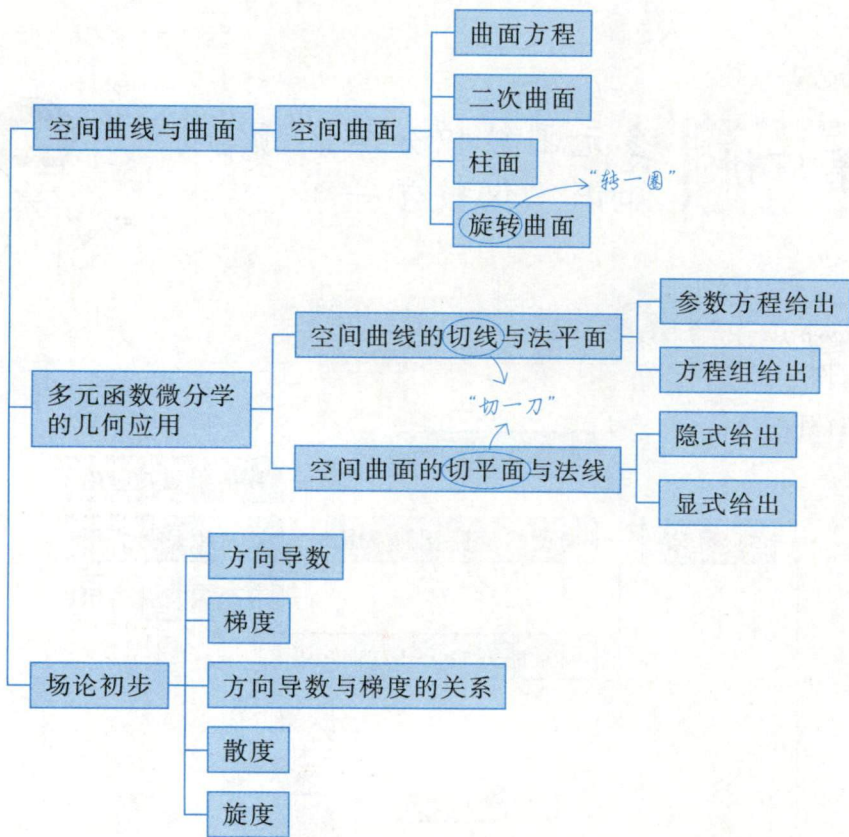 曲面方程
二次曲面
空间曲线与曲面
空间曲面
柱面
“转一圈”
旋转曲面
参数方程给出
空间曲线的切线与法平面
方程组给出
多元函数微分学
的几何应用
“切一刀”
隐式给出
空间曲面的切平面与法线
显式给出
方向导数
梯度
场论初步
方向导数与梯度的关系
散度
旋度